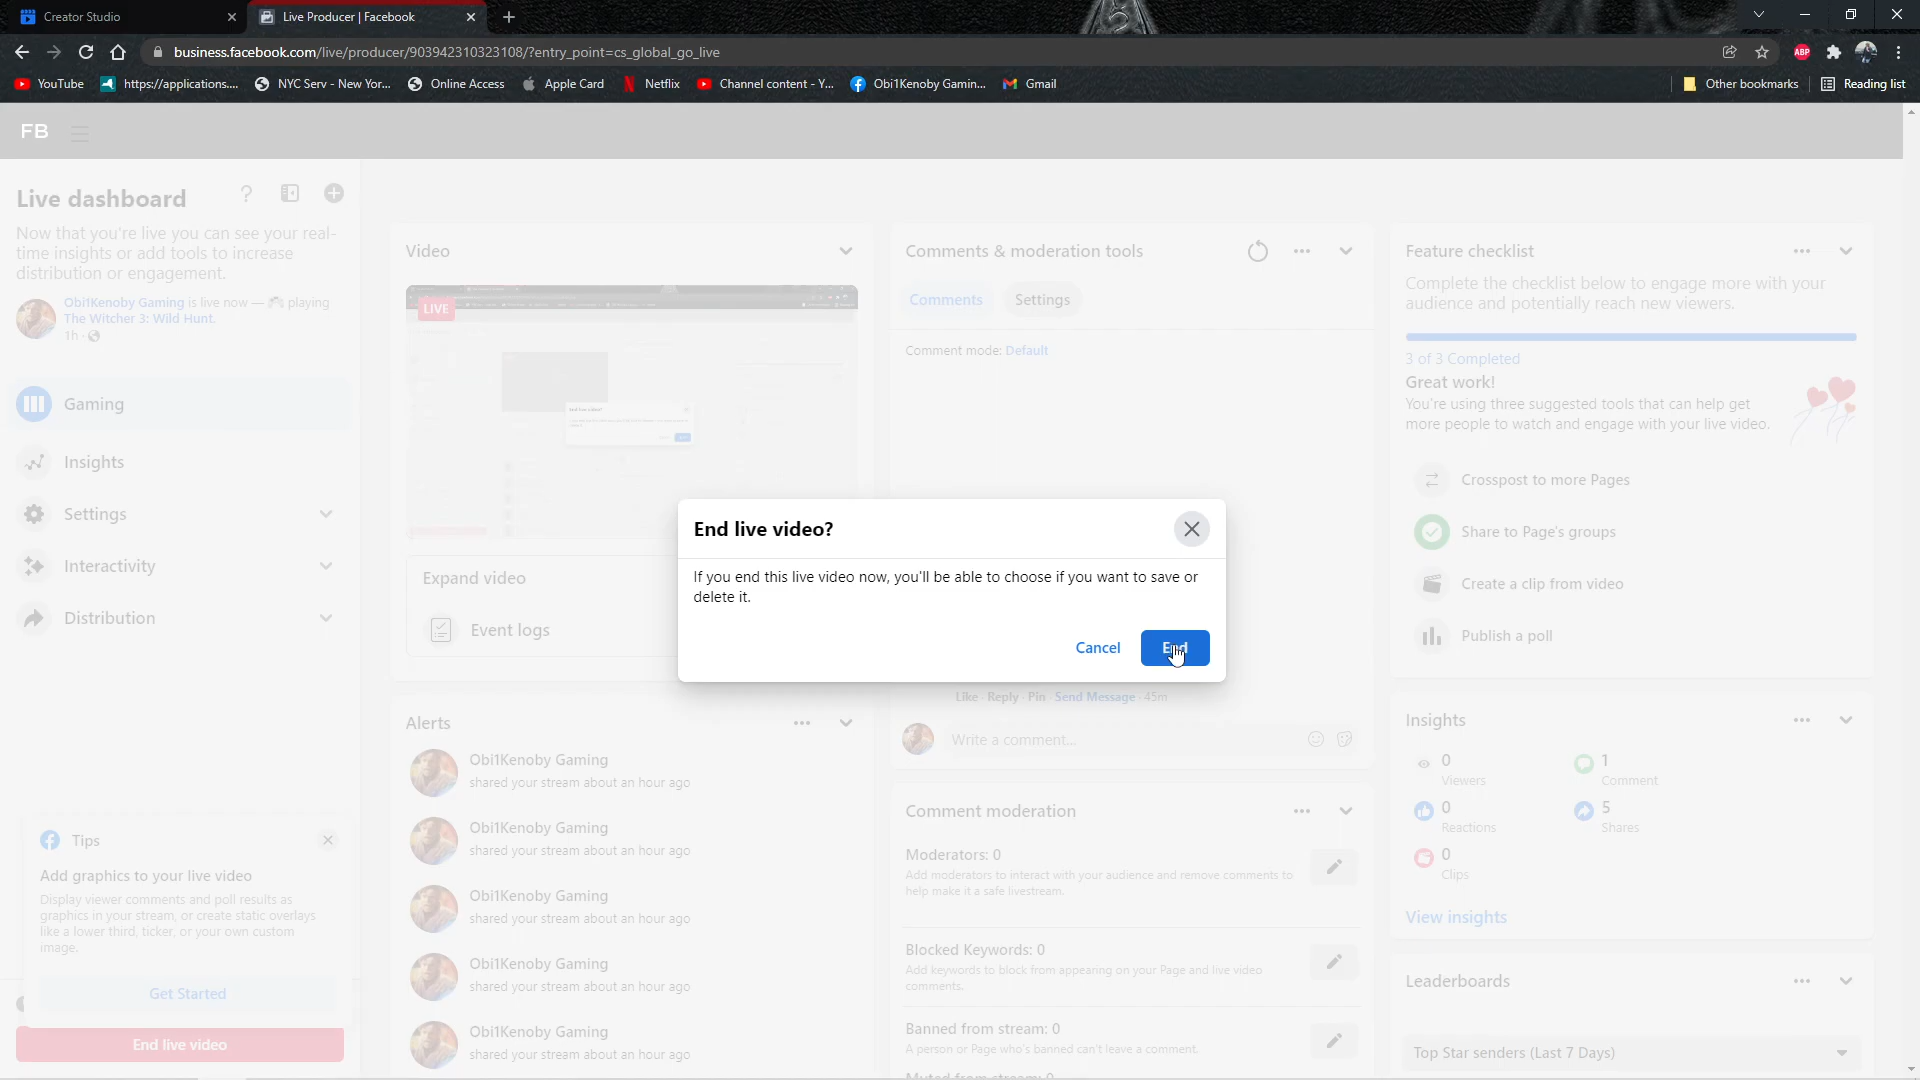 Creator Studio
Live Producer | Facebook
business.facebook.com/live/producer/903942310323108/?entry_point=cs_global_go_live
ABP
YouTube
https://applications....
NYC Serv - New Yor...
Online Access
Apple Card
Netflix
Channel content - Y...
Obi1Kenoby Gamin...
Gmail
Other bookmarks
Reading list
FB
Live dashboard
Now that you're live you can see your real-
time insights or add tools to increase
distribution or engagement.
Obi1Kenoby Gaming is live now — 🎮 playing
The Witcher 3: Wild Hunt.
1h ·
Gaming
Insights
Settings
Interactivity
Distribution
Tips
Add graphics to your live video
Display viewer comments and poll results as
graphics in your stream, or create static overlays
like a lower third, ticker, or your own custom
image.
Get Started
End live video
Video
LIVE
Expand video
Event logs
Alerts
Obi1Kenoby Gaming
shared your stream about an hour ago
Obi1Kenoby Gaming
shared your stream about an hour ago
Obi1Kenoby Gaming
shared your stream about an hour ago
Obi1Kenoby Gaming
shared your stream about an hour ago
Obi1Kenoby Gaming
shared your stream about an hour ago
Comments & moderation tools
Comments
Settings
Comment mode: Default
End live video?
If you end this live video now, you'll be able to choose if you want to save or
delete it.
Cancel
End
Like · Reply · Pin · Send Message · 45m
Write a comment...
Comment moderation
Moderators: 0
Add moderators to interact with your audience and remove comments to
help make it a safe livestream.
Blocked Keywords: 0
Add keywords to block from appearing on your Page and live video
comments.
Banned from stream: 0
A person or Page who's banned can't leave a comment.
Muted from stream: 0
Feature checklist
Complete the checklist below to engage more with your
audience and potentially reach new viewers.
3 of 3 Completed
Great work!
You're using three suggested tools that can help get
more people to watch and engage with your live video.
Crosspost to more Pages
Share to Page's groups
Create a clip from video
Publish a poll
Insights
0
Viewers
1
Comment
0
Reactions
5
Shares
0
Clips
View insights
Leaderboards
Top Star senders (Last 7 Days)